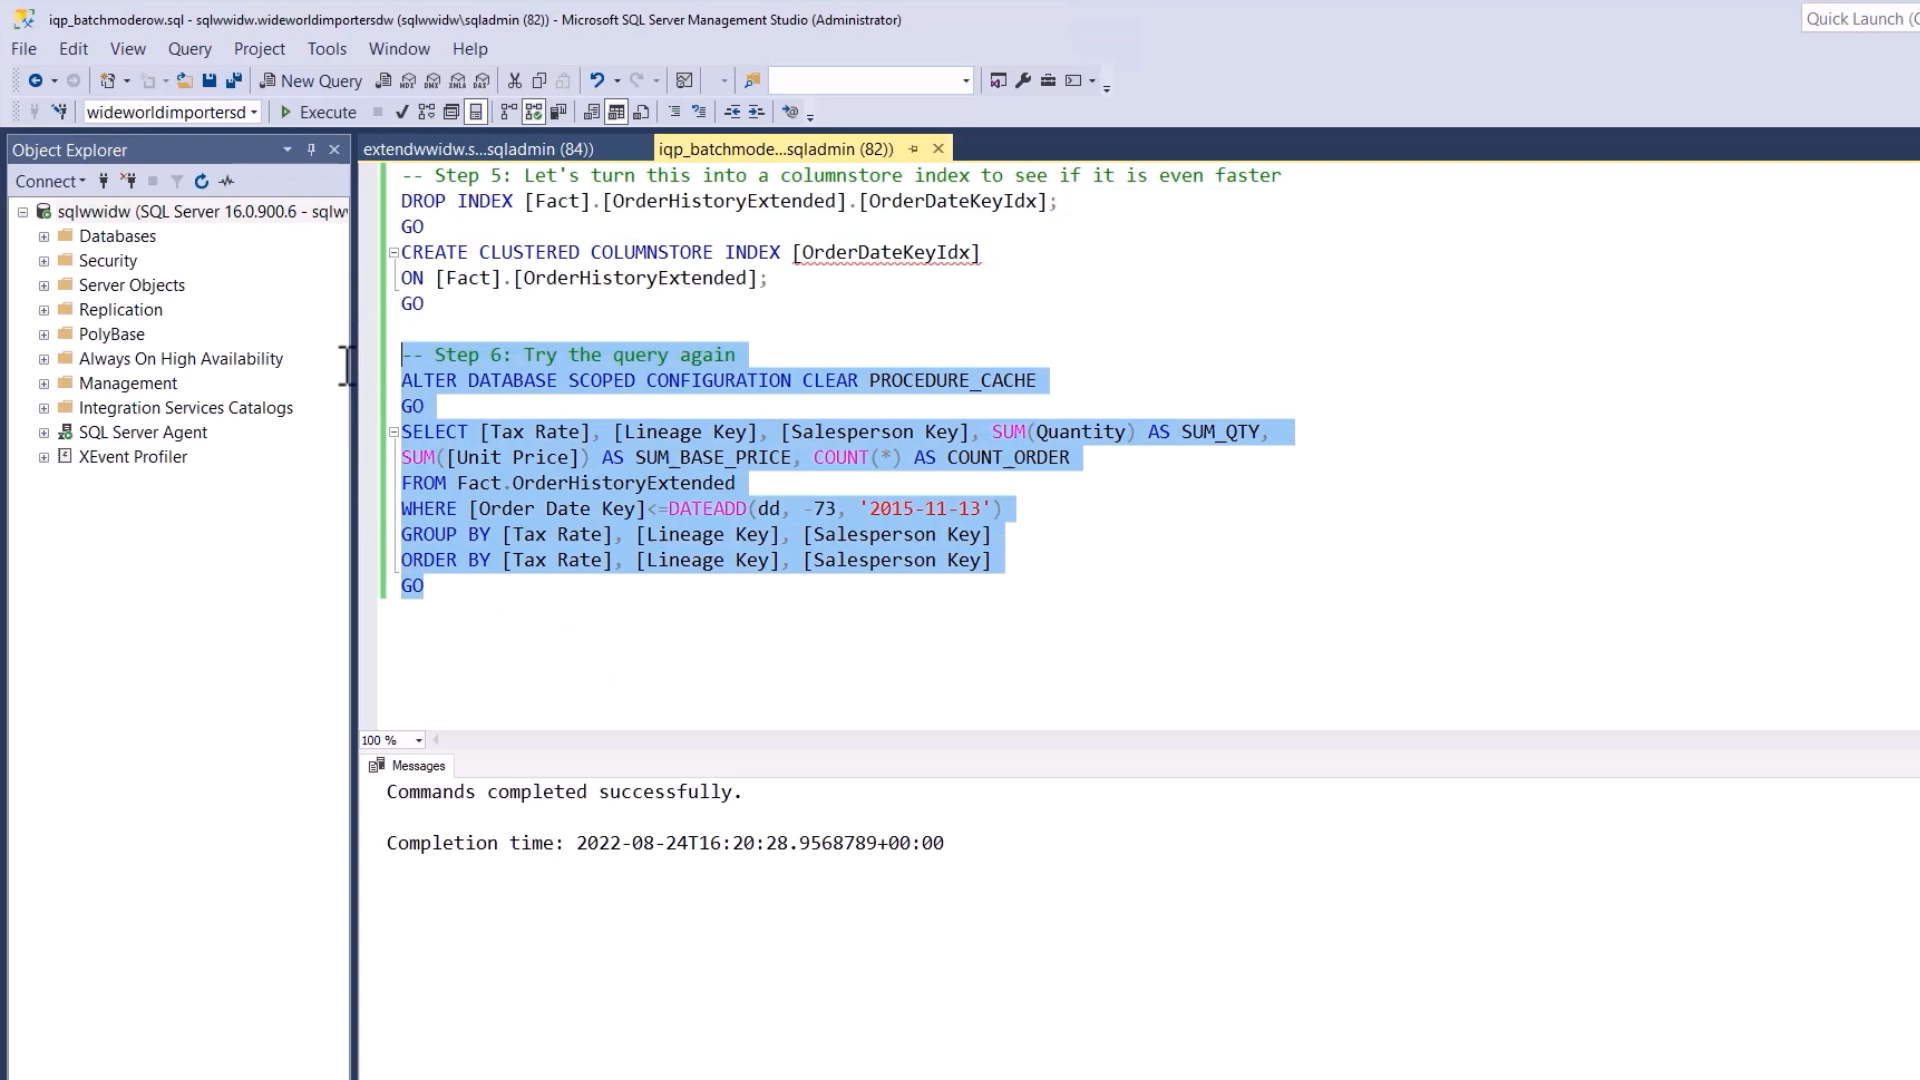 iqp_batchmoderow.sql - sqlwwidw.wideworldimportersdw (sqlwwidw\sqladmin (82)) - Microsoft SQL Server Management Studio (Administrator)
Quick Launch (C
File Edit View Query Project Tools Window Help
New Query
wideworldimportersd Execute
Object Explorer
Connect
sqlwwidw (SQL Server 16.0.900.6 - sqlw
Databases
Security
Server Objects
Replication
PolyBase
Always On High Availability
Management
Integration Services Catalogs
SQL Server Agent
XEvent Profiler
extendwwidw.s...sqladmin (84)) iqp_batchmode...sqladmin (82))
-- Step 5: Let's turn this into a columnstore index to see if it is even faster
DROP INDEX [Fact].[OrderHistoryExtended].[OrderDateKeyIdx];
GO
CREATE CLUSTERED COLUMNSTORE INDEX [OrderDateKeyIdx]
ON [Fact].[OrderHistoryExtended];
GO
-- Step 6: Try the query again
ALTER DATABASE SCOPED CONFIGURATION CLEAR PROCEDURE_CACHE
GO
SELECT [Tax Rate], [Lineage Key], [Salesperson Key], SUM(Quantity) AS SUM_QTY,
SUM([Unit Price]) AS SUM_BASE_PRICE, COUNT(*) AS COUNT_ORDER
FROM Fact.OrderHistoryExtended
WHERE [Order Date Key]<=DATEADD(dd, -73, '2015-11-13')
GROUP BY [Tax Rate], [Lineage Key], [Salesperson Key]
ORDER BY [Tax Rate], [Lineage Key], [Salesperson Key]
GO
100 %
Messages
Commands completed successfully.
Completion time: 2022-08-24T16:20:28.9568789+00:00